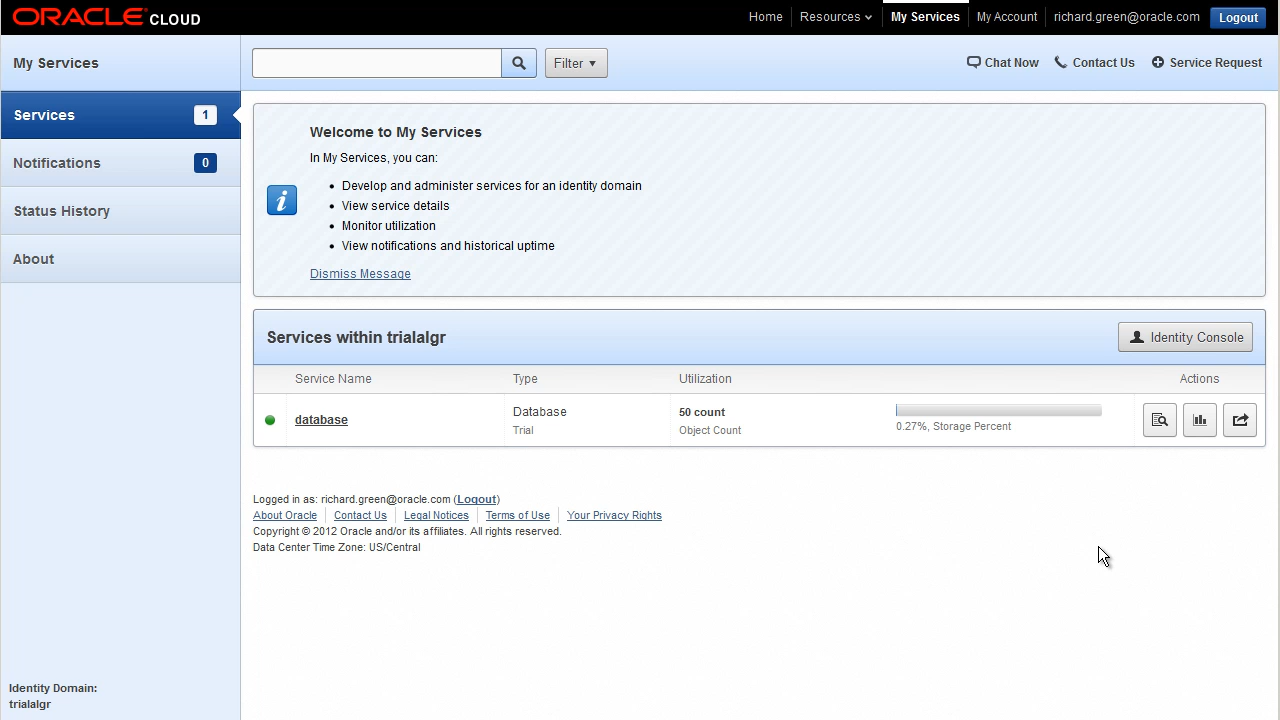 ORACLE CLOUD
Home Resources My Services My Account richard.green@oracle.com Logout
My Services
Filter Chat Now Contact Us Service Request
Services 1
Notifications 0
Status History
About
Welcome to My Services
In My Services, you can:
• Develop and administer services for an identity domain
• View service details
• Monitor utilization
• View notifications and historical uptime
Dismiss Message
Services within trialalgr Identity Console
Service Name Type Utilization Actions
database Database 50 count
Trial Object Count 0.27%, Storage Percent
Logged in as: richard.green@oracle.com (Logout)
About Oracle Contact Us Legal Notices Terms of Use Your Privacy Rights
Copyright © 2012 Oracle and/or its affiliates. All rights reserved.
Data Center Time Zone: US/Central
Identity Domain:
trialalgr